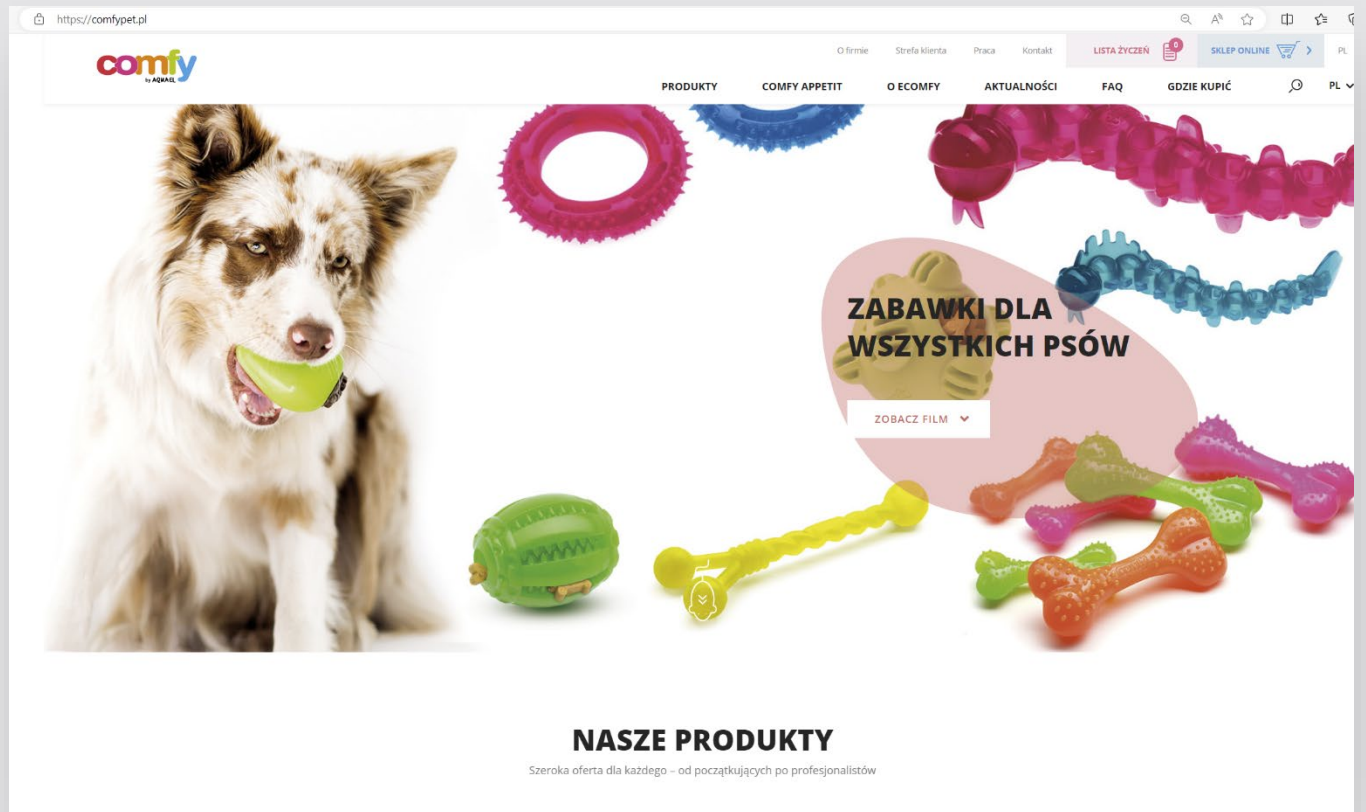 https://comfypet.pl
comfy
by AQUAEL
O firmie Strefa klienta Praca Kontakt LISTA ŻYCZEŃ 0 SKLEP ONLINE PL
PRODUKTY COMFY APPETIT O ECOMFY AKTUALNOŚCI FAQ GDZIE KUPIĆ PL
ZABAWKI DLA
WSZYSTKICH PSÓW
ZOBACZ FILM
NASZE PRODUKTY
Szeroka oferta dla każdego – od początkujących po profesjonalistów